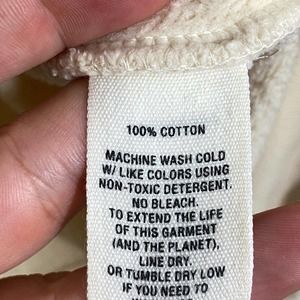 100% COTTON
MACHINE WASH COLD
W/ LIKE COLORS USING
NON-TOXIC DETERGENT.
NO BLEACH.
TO EXTEND THE LIFE
OF THIS GARMENT
(AND THE PLANET),
LINE DRY.
OR TUMBLE DRY LOW
IF YOU NEED TO